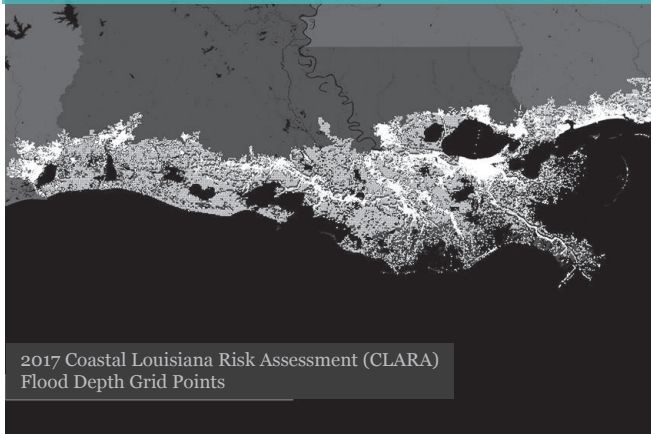 2017 Coastal Louisiana Risk Assessment (CLARA)
Flood Depth Grid Points